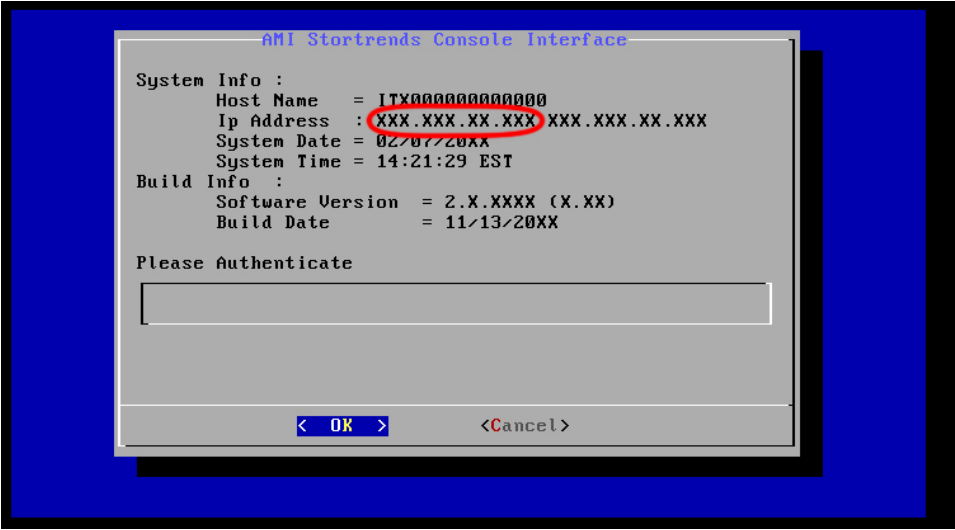 AMI Stortrends Console Interface
System Info :
Host Name = ITX000000000000
Ip Address : XXX.XXX.XX.XXX XXX.XXX.XX.XXX
System Date = 02/07/20XX
System Time = 14:21:29 EST
Build Info :
Software Version = 2.X.XXXX (X.XX)
Build Date = 11/13/20XX
Please Authenticate
< OK > <Cancel>